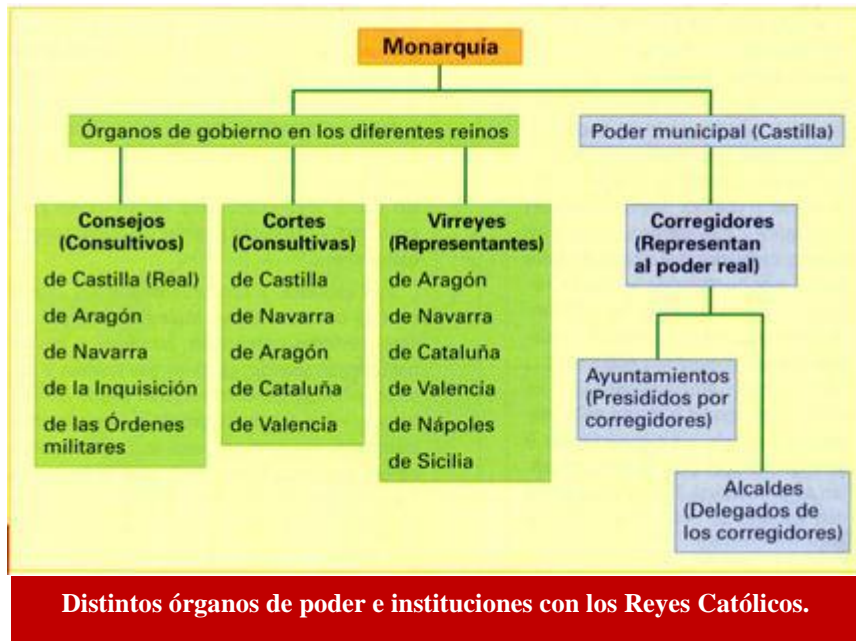 Monarquía
Órganos de gobierno en los diferentes reinos
Poder municipal (Castilla)
Consejos
(Consultivos)
de Castilla (Real)
de Aragón
de Navarra
de la Inquisición
de las Órdenes
militares
Cortes
(Consultivas)
de Castilla
de Navarra
de Aragón
de Cataluña
de Valencia
Virreyes
(Representantes)
de Aragón
de Navarra
de Cataluña
de Valencia
de Nápoles
de Sicilia
Corregidores
(Representan
al poder real)
Ayuntamientos
(Presididos por
corregidores)
Alcaldes
(Delegados de
los corregidores)
Distintos órganos de poder e instituciones con los Reyes Católicos.